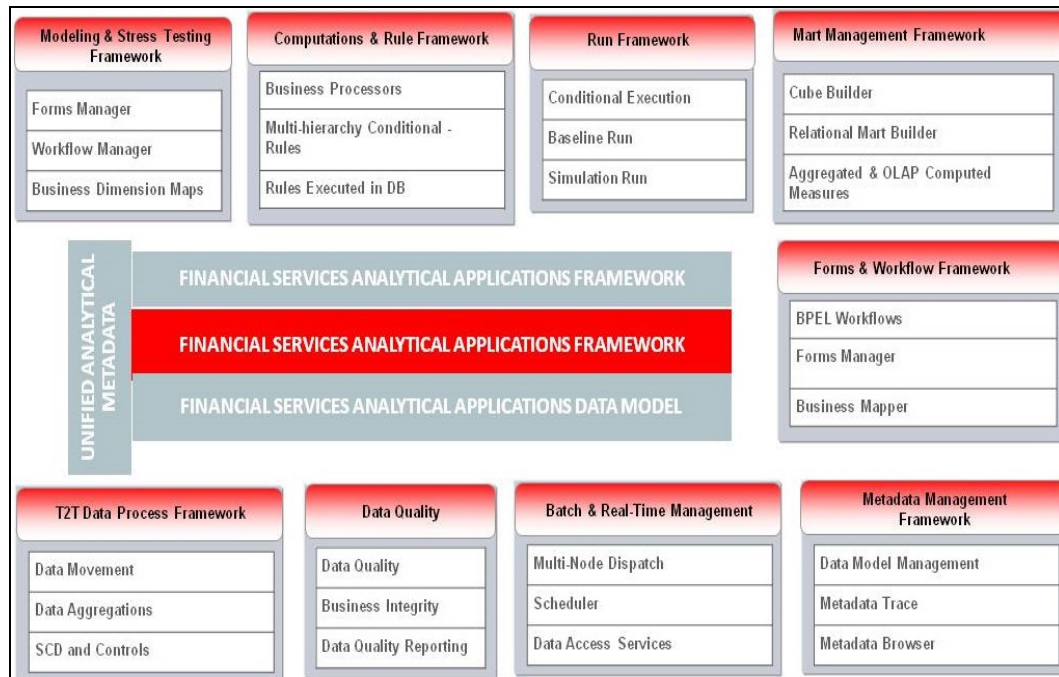 Modeling & Stress Testing
Framework
Forms Manager
Workflow Manager
Business Dimension Maps
Computations & Rule Framework
Business Processors
Multi-hierarchy Conditional -
Rules
Rules Executed in DB
Run Framework
Conditional Execution
Baseline Run
Simulation Run
Mart Management Framework
Cube Builder
Relational Mart Builder
Aggregated & OLAP Computed
Measures
UNIFIED ANALYTICAL
METADATA
FINANCIAL SERVICES ANALYTICAL APPLICATIONS FRAMEWORK
FINANCIAL SERVICES ANALYTICAL APPLICATIONS FRAMEWORK
FINANCIAL SERVICES ANALYTICAL APPLICATIONS DATA MODEL
Forms & Workflow Framework
BPEL Workflows
Forms Manager
Business Mapper
T2T Data Process Framework
Data Movement
Data Aggregations
SCD and Controls
Data Quality
Data Quality
Business Integrity
Data Quality Reporting
Batch & Real-Time Management
Multi-Node Dispatch
Scheduler
Data Access Services
Metadata Management
Framework
Data Model Management
Metadata Trace
Metadata Browser